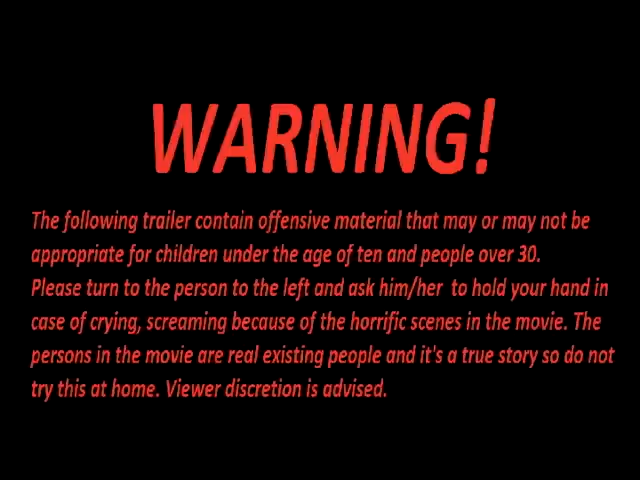 WARNING!
The following trailer contain offensive material that may or may not be
appropriate for children under the age of ten and people over 30.
Please turn to the person to the left and ask him/her to hold your hand in
case of crying, screaming because of the horrific scenes in the movie. The
persons in the movie are real existing people and it's a true story so do not
try this at home. Viewer discretion is advised.